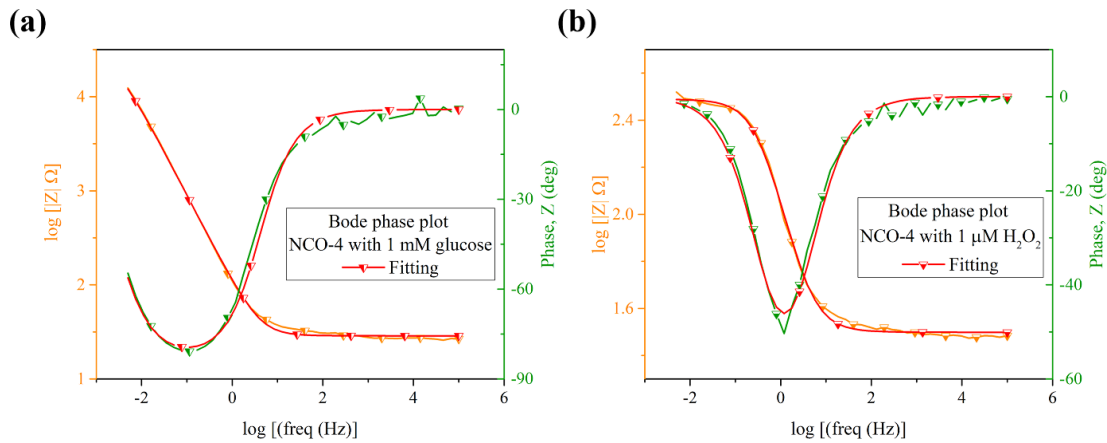 (a)
4
3
2
1
log [|Z| Ω]
-2
0
2
4
6
log [(freq (Hz)]
0
-30
-60
-90
Phase, Z (deg)
Bode phase plot
NCO-4 with 1 mM glucose
Fitting
(b)
2.4
2.0
1.6
log [|Z| Ω]
-2
0
2
4
6
log [(freq (Hz)]
0
-20
-40
-60
Phase, Z (deg)
Bode phase plot
NCO-4 with 1 μM H₂O₂
Fitting